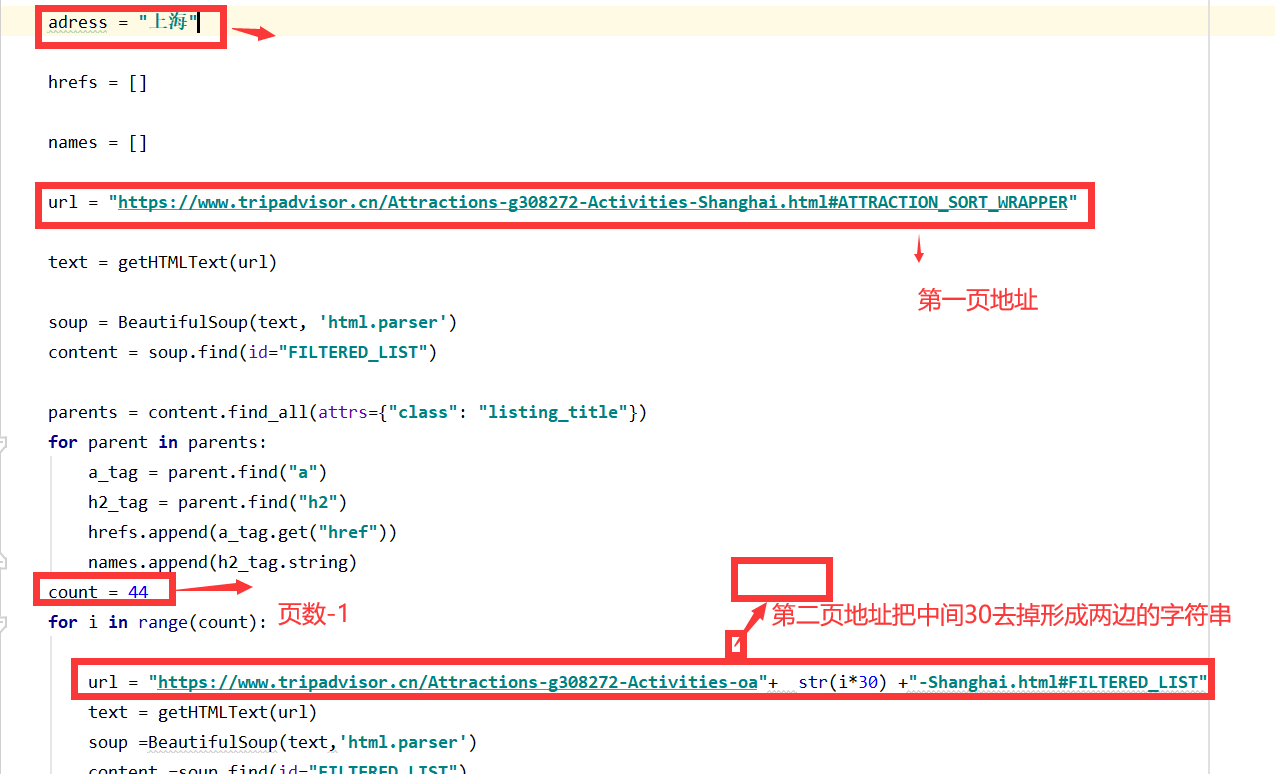 adress = "上海"
hrefs = []
names = []
url = "https://www.tripadvisor.cn/Attractions-g308272-Activities-Shanghai.html#ATTRACTION_SORT_WRAPPER"
text = getHTMLText(url)
第一页地址
soup = BeautifulSoup(text, 'html.parser')
content = soup.find(id="FILTERED_LIST")
parents = content.find_all(attrs={"class": "listing_title"})
for parent in parents:
a_tag = parent.find("a")
h2_tag = parent.find("h2")
hrefs.append(a_tag.get("href"))
names.append(h2_tag.string)
count = 44
页数-1
for i in range(count):
第二页地址把中间30去掉形成两边的字符串
url = "https://www.tripadvisor.cn/Attractions-g308272-Activities-oa"+  str(i*30) +"-Shanghai.html#FILTERED_LIST"
text = getHTMLText(url)
soup =BeautifulSoup(text,'html.parser')
content =soup.find(id="FILTERED_LIST")